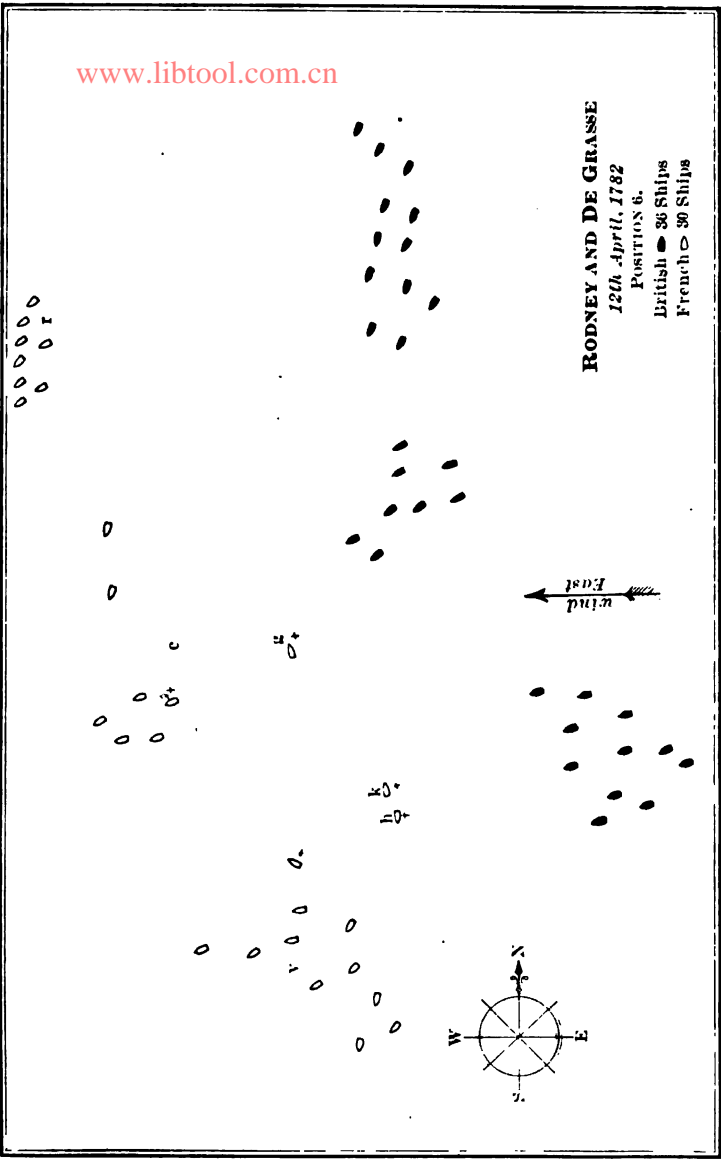 www.libtool.com.cn
RODNEY AND DE GRASSE
12th April, 1782
POSITION 6.
British 36 Ships
French 30 Ships
r
c
k
h
v
wind
East
W
N
E